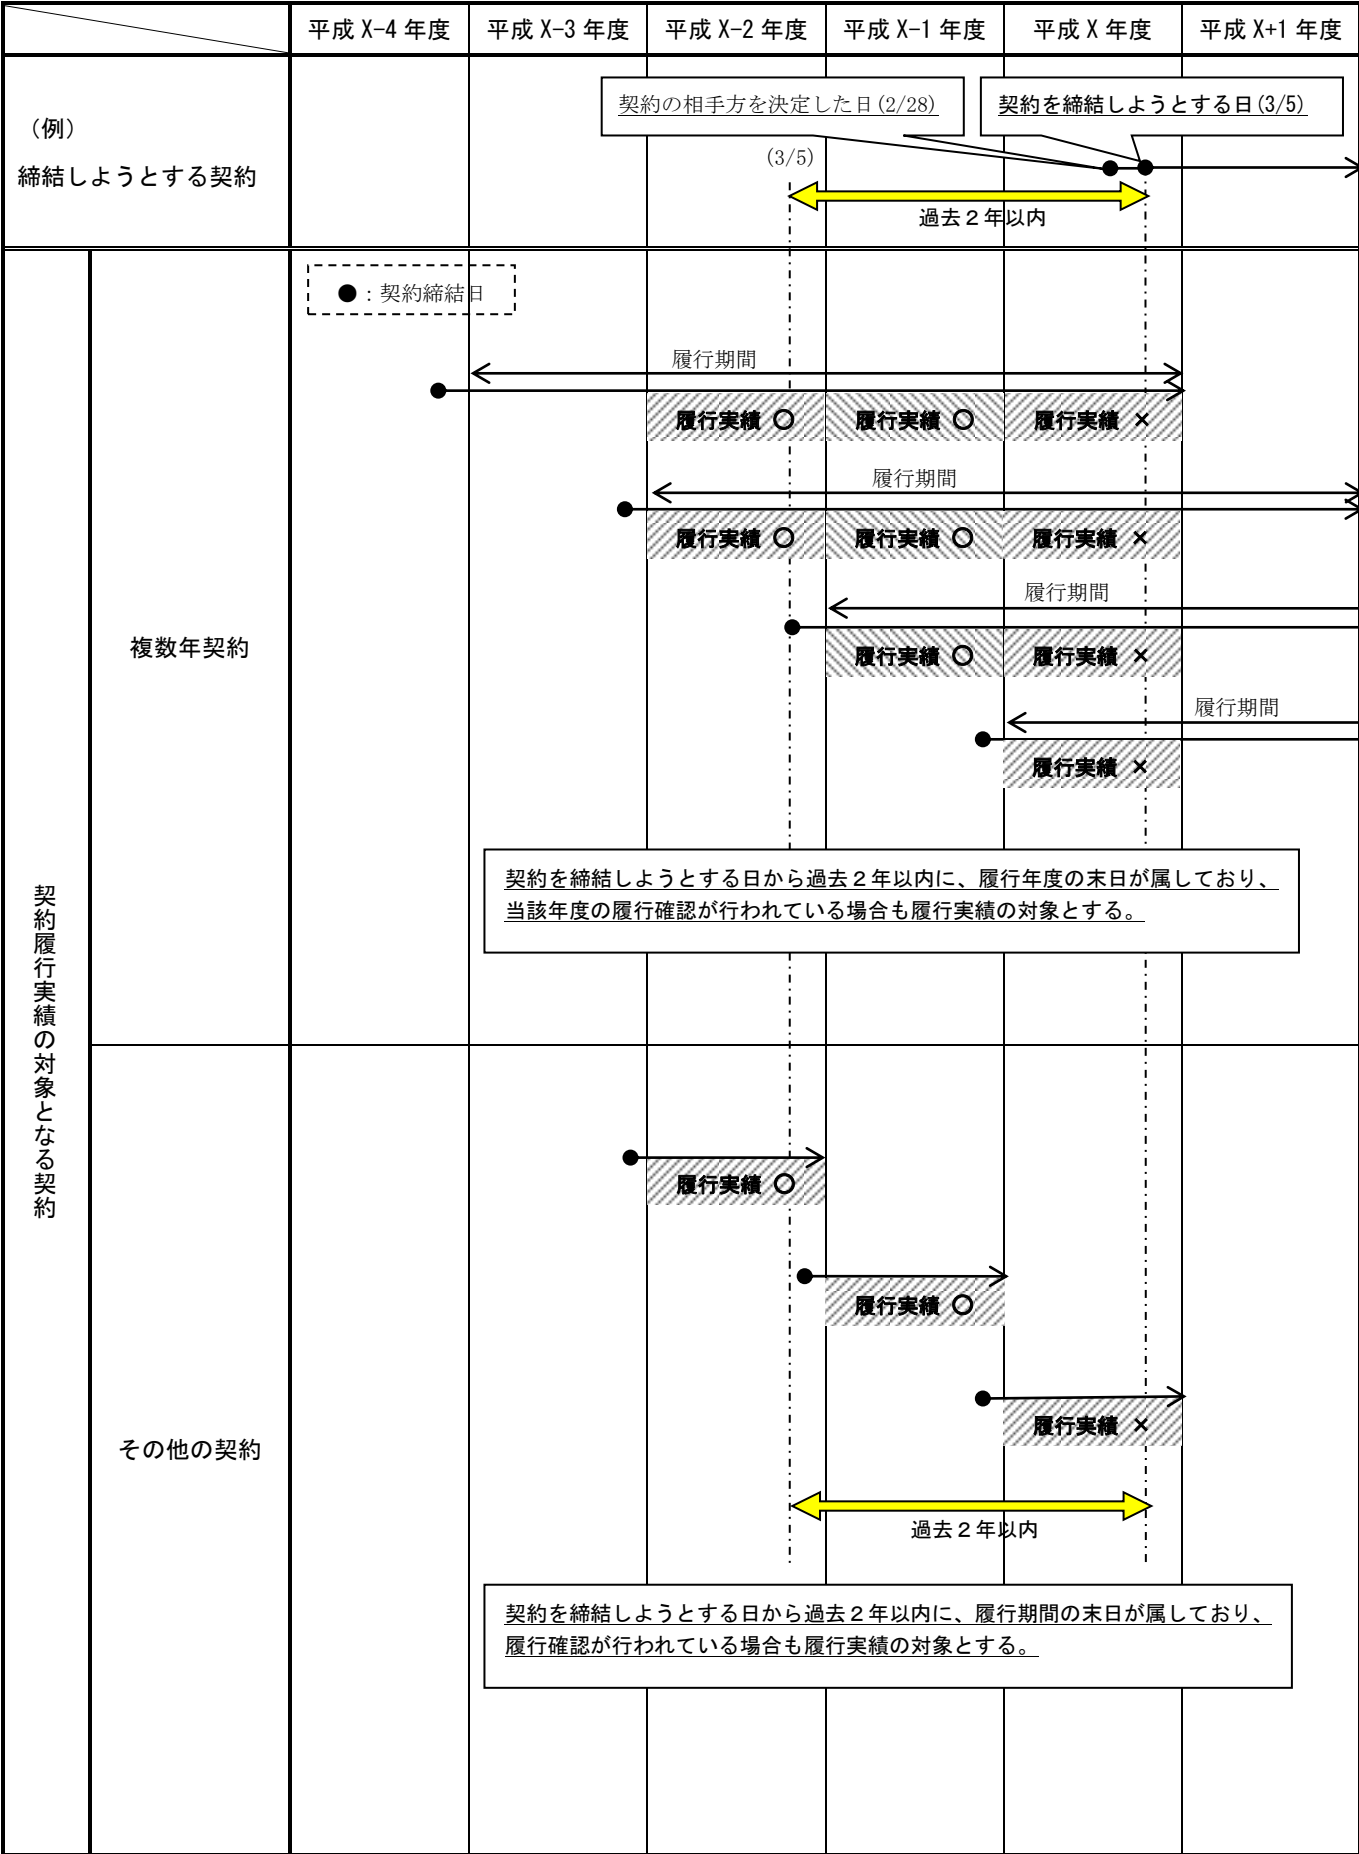 平成 X-4 年度
平成 X-3 年度
平成 X-2 年度
平成 X-1 年度
平成 X 年度
平成 X+1 年度
（例）
締結しようとする契約
契約の相手方を決定した日(2/28)
契約を締結しようとする日(3/5)
(3/5)
過去２年以内
契約履行実績の対象となる契約
複数年契約
●：契約締結日
履行期間
履行実績 ○
履行実績 ○
履行実績 ×
履行期間
履行実績 ○
履行実績 ○
履行実績 ×
履行期間
履行実績 ○
履行実績 ×
履行期間
履行実績 ×
契約を締結しようとする日から過去２年以内に、履行年度の末日が属しており、
当該年度の履行確認が行われている場合も履行実績の対象とする。
その他の契約
履行実績 ○
履行実績 ○
履行実績 ×
過去２年以内
契約を締結しようとする日から過去２年以内に、履行期間の末日が属しており、
履行確認が行われている場合も履行実績の対象とする。